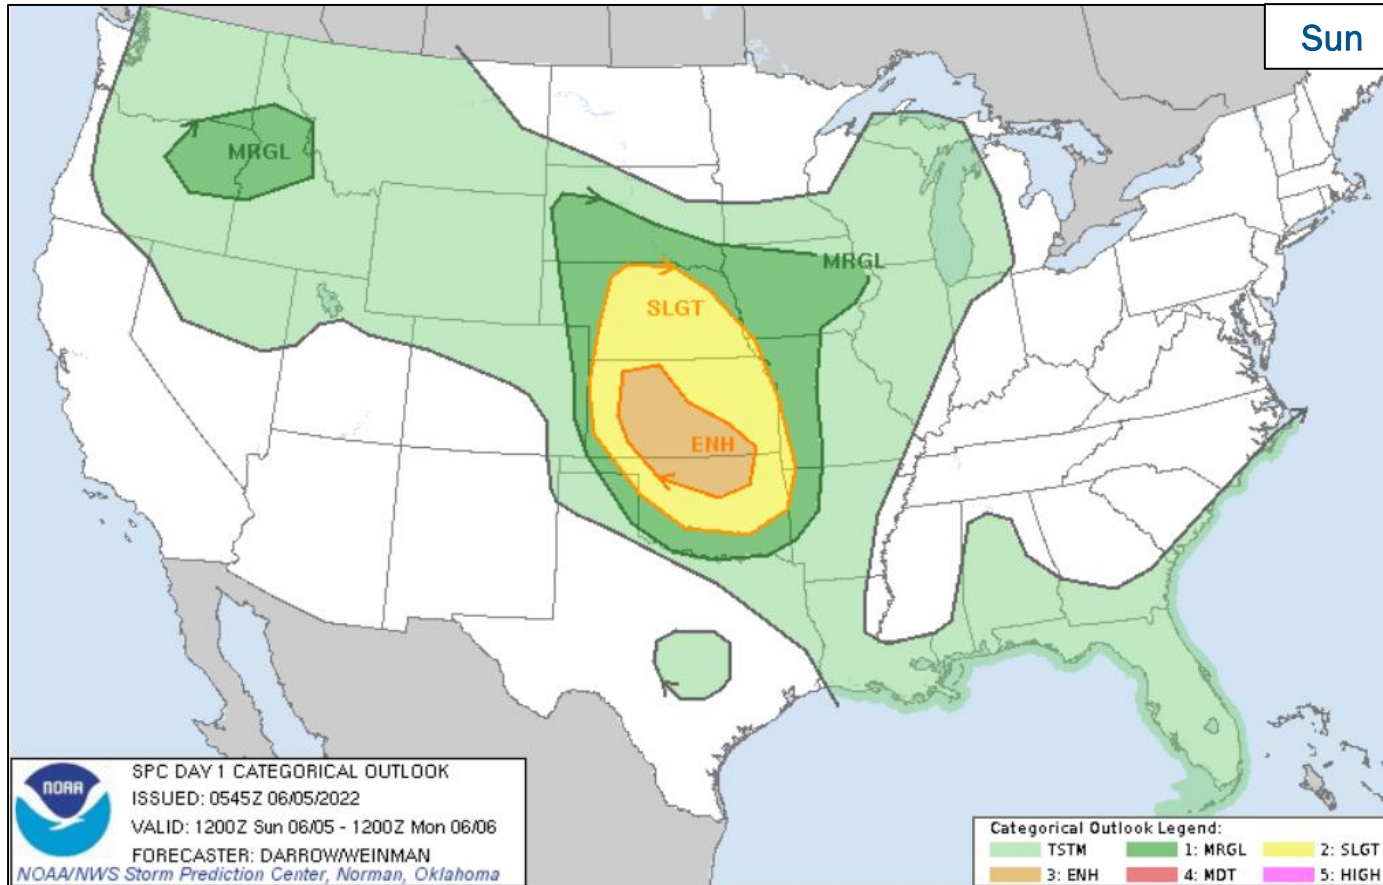 Sun
MRGL
MRGL
SLGT
ENH
NOAA
SPC DAY 1 CATEGORICAL OUTLOOK
ISSUED: 0545Z 06/05/2022
VALID: 1200Z Sun 06/05 - 1200Z Mon 06/06
FORECASTER: DARROW/WEINMAN
NOAA/NWS Storm Prediction Center, Norman, Oklahoma
Categorical Outlook Legend:
TSTM 1: MRGL 2: SLGT
3: ENH 4: MDT 5: HIGH